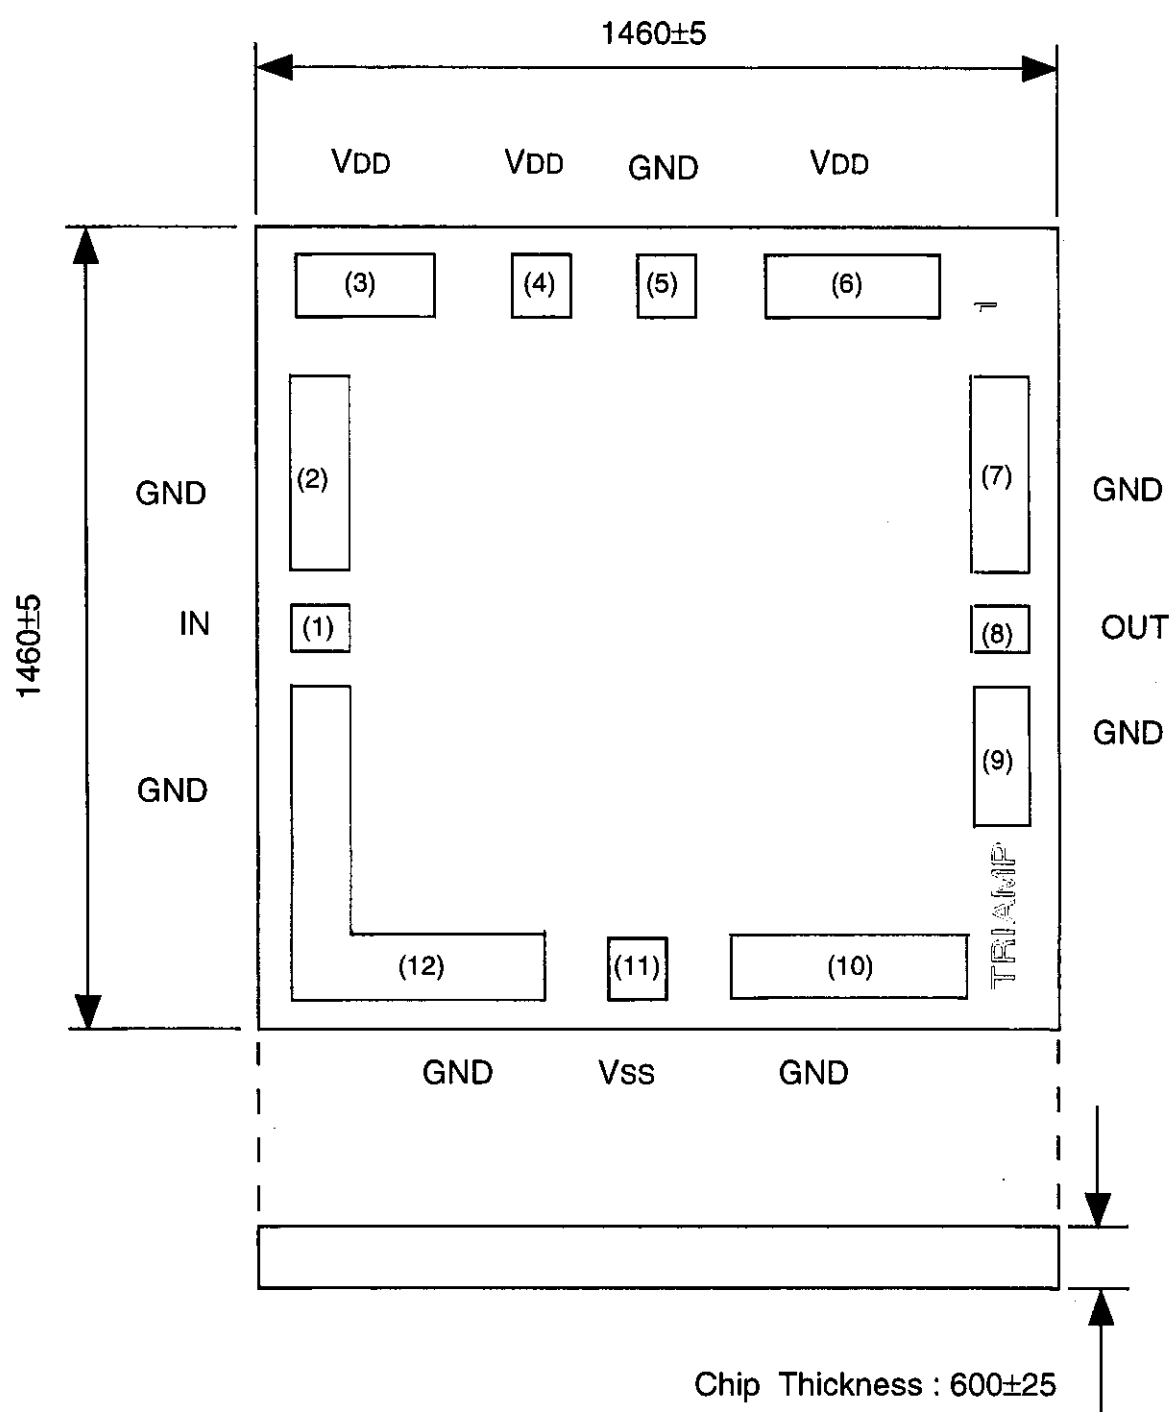 1460±5
VDD VDD GND VDD
(3) (4) (5) (6)
1
(2) (7)
GND GND
1460±5
IN (1) (8) OUT
GND
(9)
GND
TRIAMP
(12) (11) (10)
GND VSS GND
Chip Thickness : 600±25